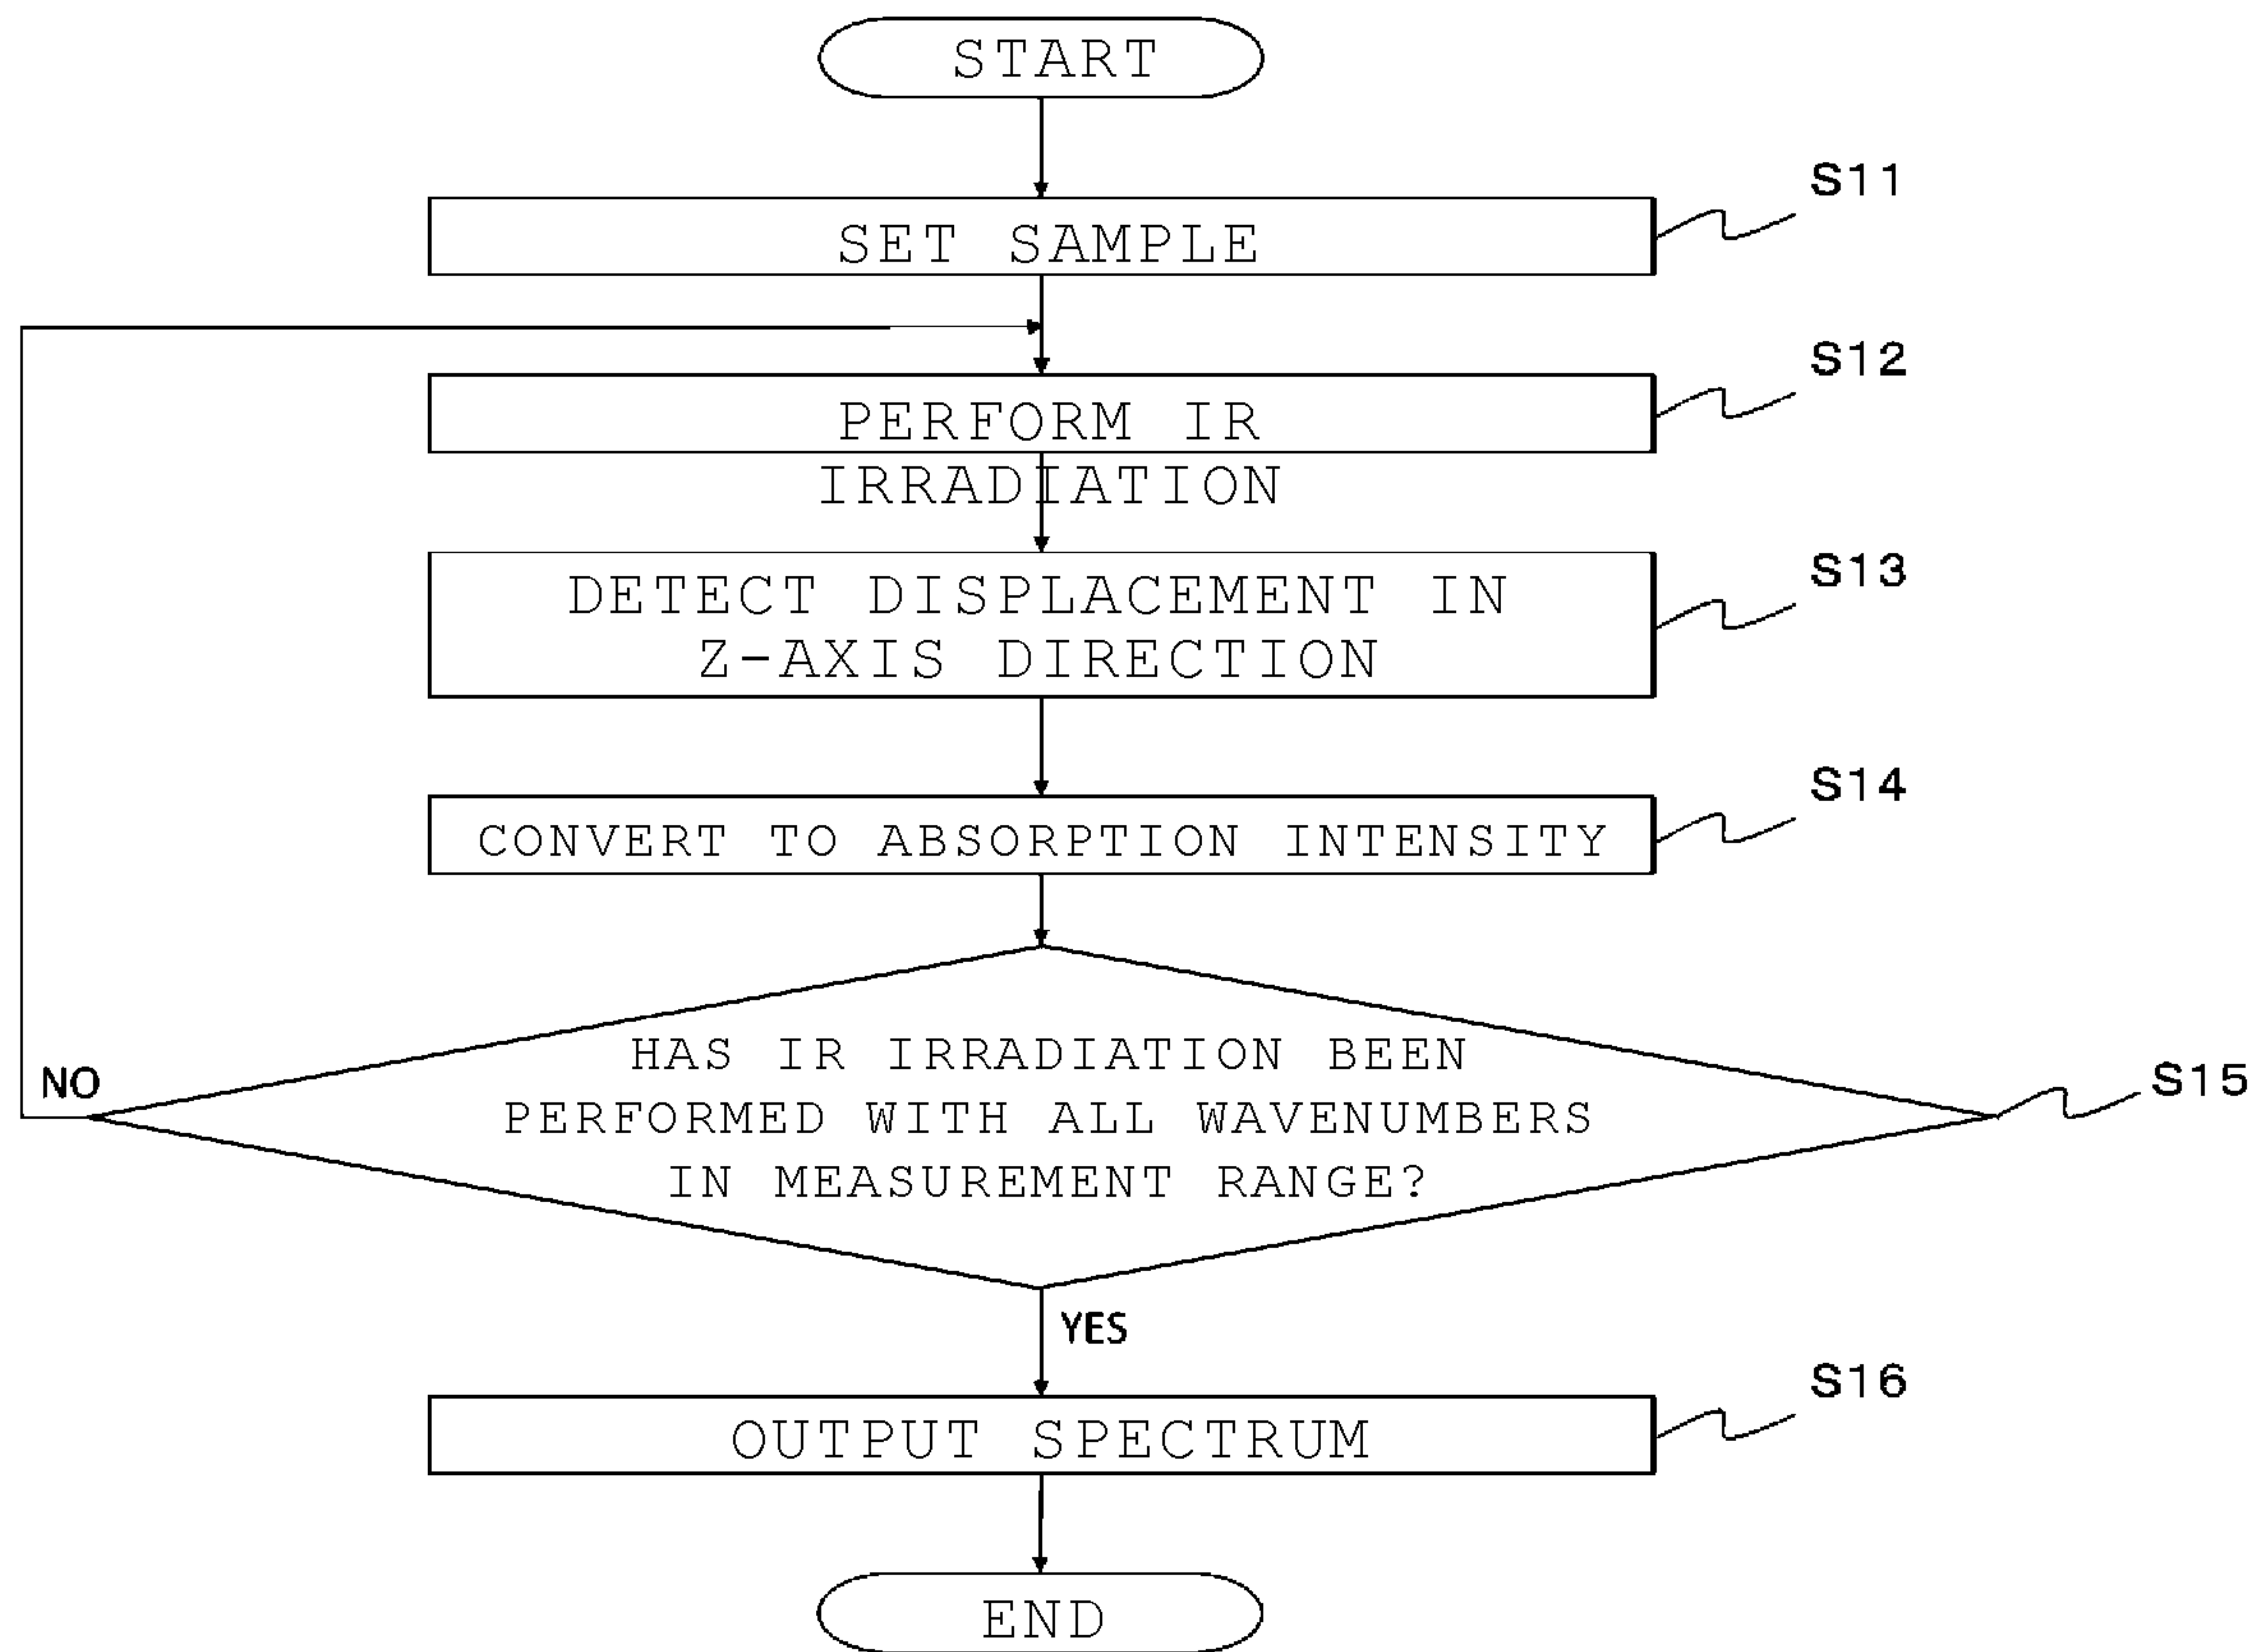 START
S11
SET SAMPLE
S12
PERFORM IR
IRRADIATION
S13
DETECT DISPLACEMENT IN
Z-AXIS DIRECTION
S14
CONVERT TO ABSORPTION INTENSITY
HAS IR IRRADIATION BEEN
NO
S15
PERFORMED WITH ALL WAVENUMBERS
IN MEASUREMENT RANGE?
YES
S16
OUTPUT SPECTRUM
END